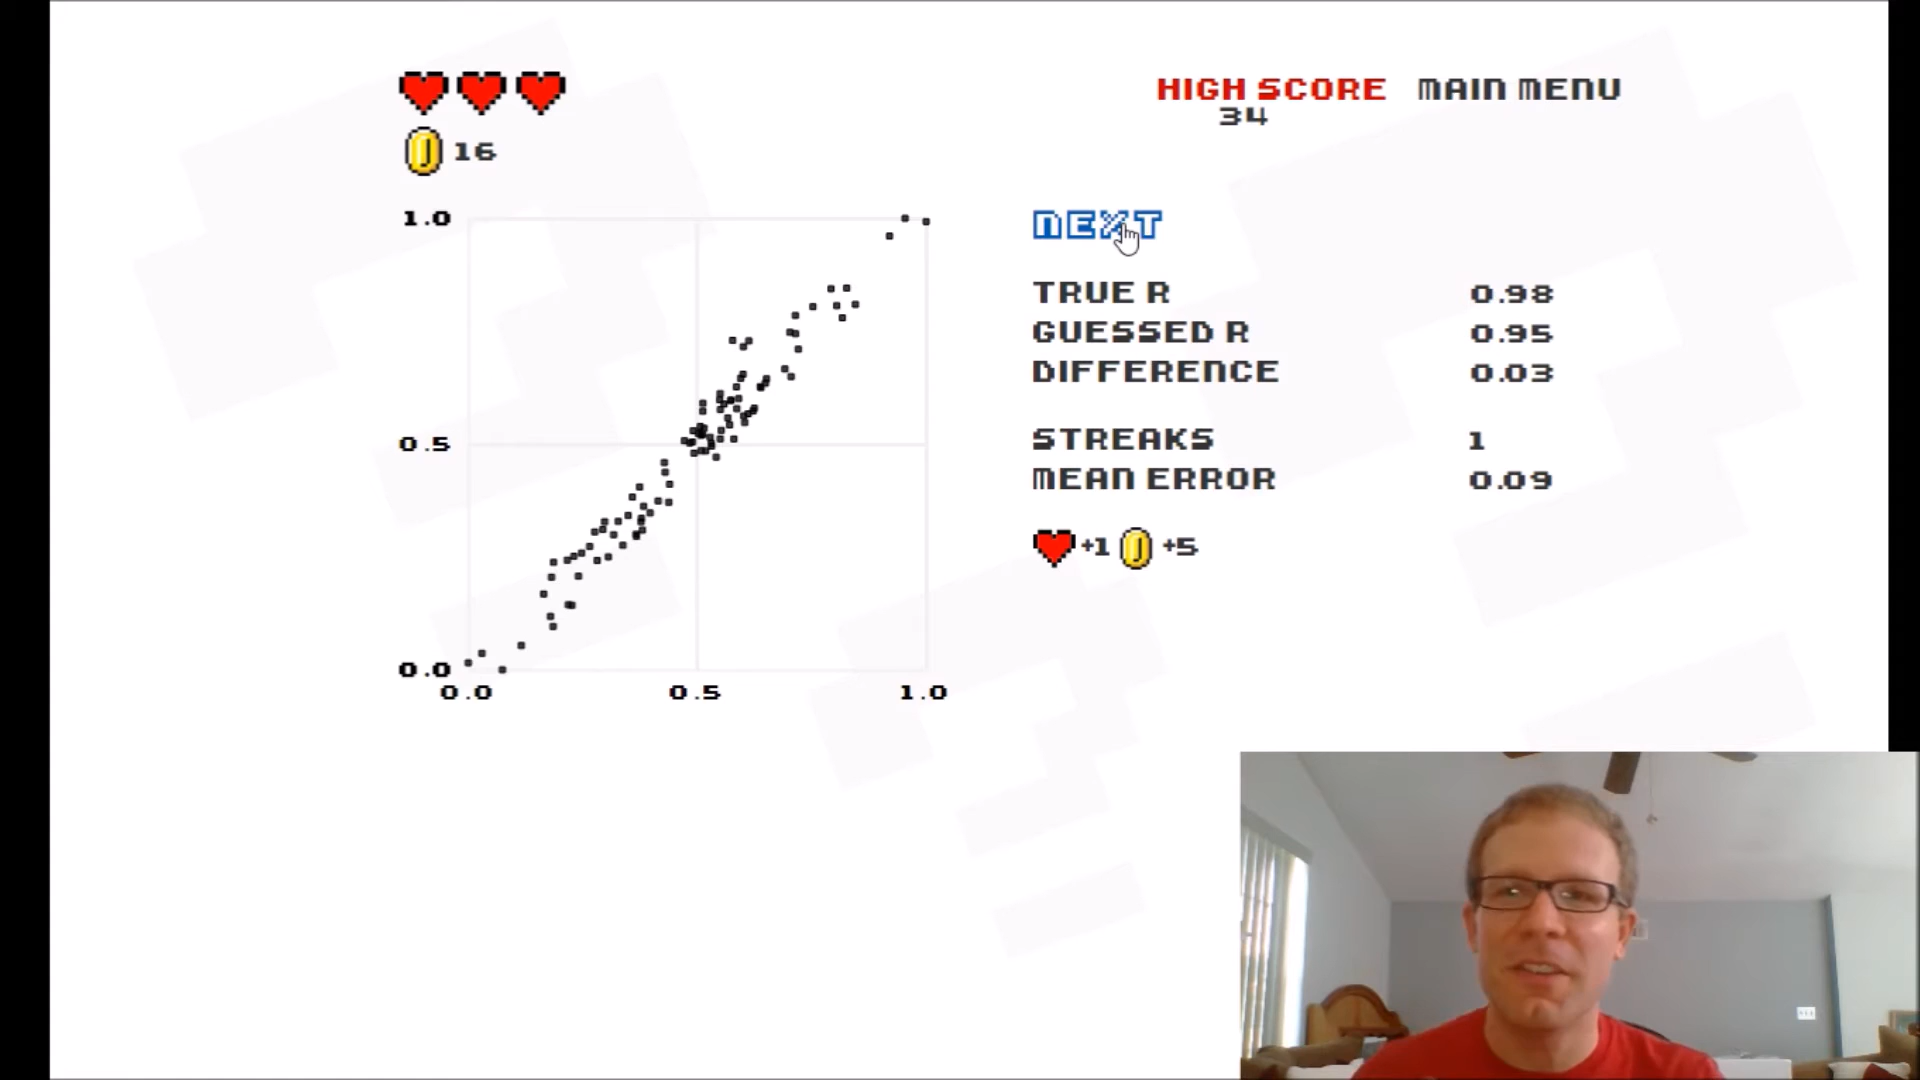 HIGH SCORE MAIN MENU
34
16
1.0
NEXT
TRUE R 0.98
GUESSED R 0.95
DIFFERENCE 0.03
0.5
STREAKS 1
MEAN ERROR 0.09
+1 +5
0.0
0.0 0.5 1.0